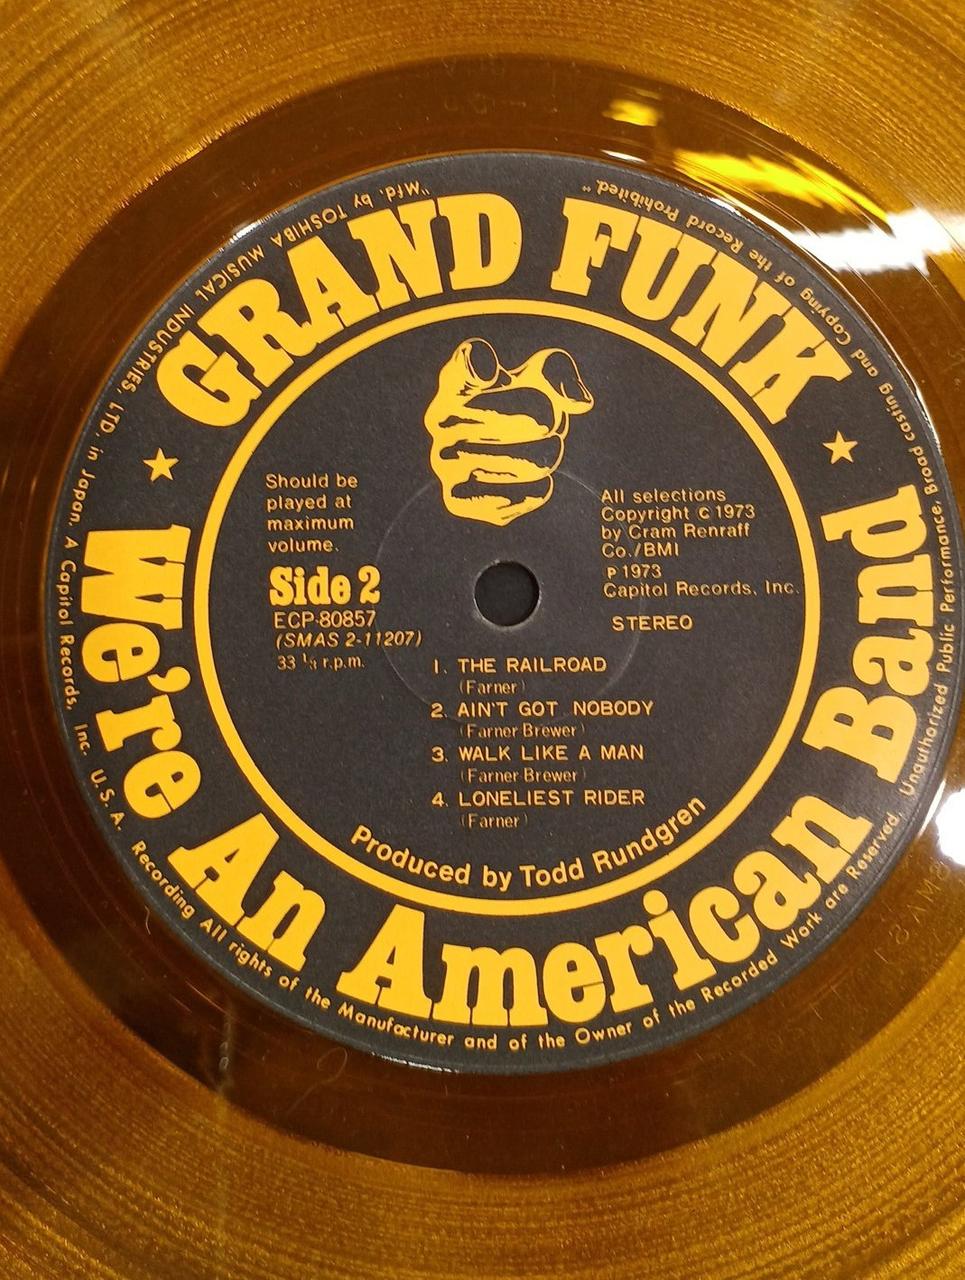 GRAND FUNK
We're An American Band
Should be
played at
maximum
volume.
Side 2
ECP-80857
(SMAS 2-11207)
33 ⅓ r.p.m.
All selections
Copyright © 1973
by Cram Renraff
Co./BMI
P 1973
Capitol Records, Inc.
STEREO
1. THE RAILROAD
(Farner)
2. AIN'T GOT NOBODY
(Farner Brewer)
3. WALK LIKE A MAN
(Farner Brewer)
4. LONELIEST RIDER
(Farner)
Produced by Todd Rundgren
"Mfd. by TOSHIBA MUSICAL INDUSTRIES, LTD. in Japan. A Capitol Records, Inc. U.S.A. Recording All rights of the Manufacturer and of the Owner of the Recorded Work are Reserved. Unauthorized Public Performance, Broad casting and Copying of the Record Prohibited."